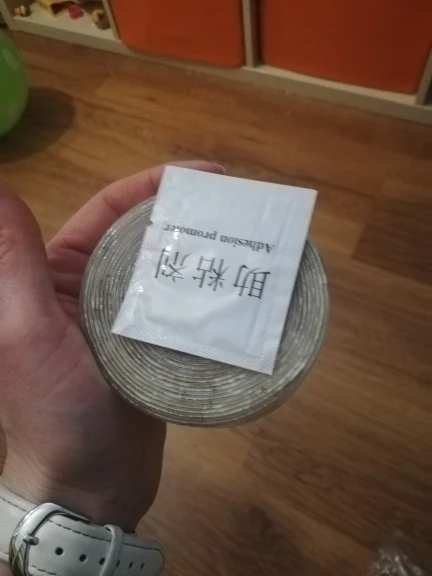 助粘剂
Adhesion promoter